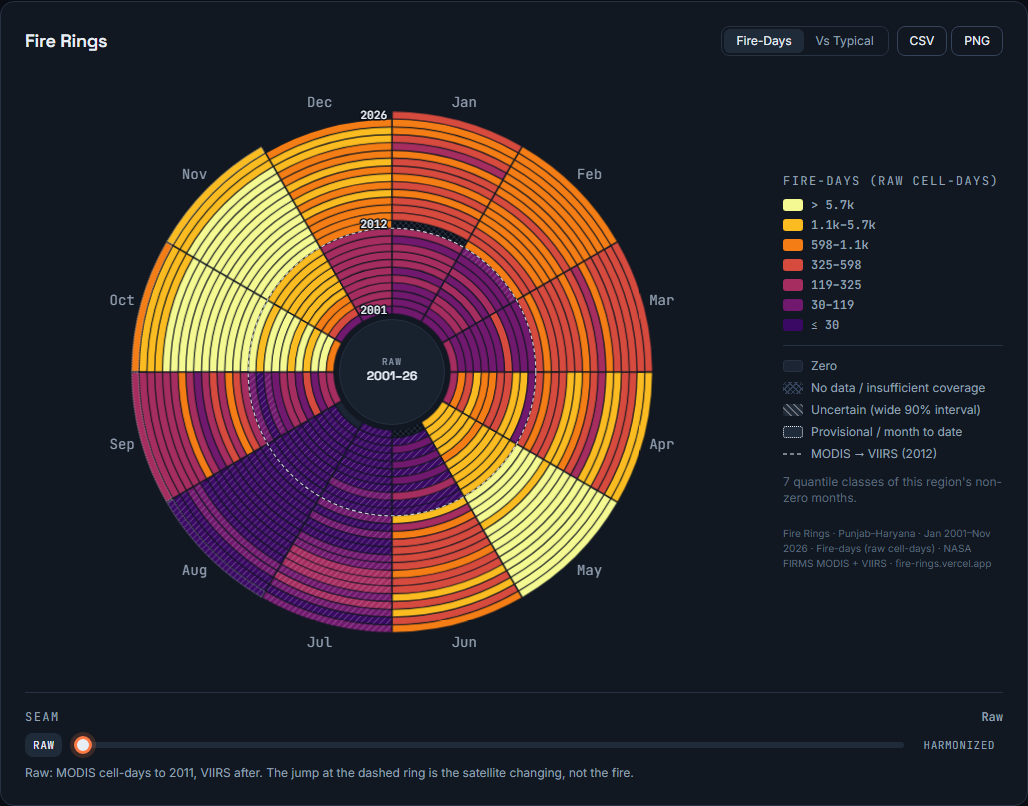 Fire Rings
Fire-Days
Vs Typical
CSV
PNG
Dec
2026
Jan
Nov
Feb
2012
Oct
Mar
2001
RAW
2001–26
Sep
Apr
Aug
May
Jul
Jun
FIRE-DAYS (RAW CELL-DAYS)
> 5.7k
1.1k–5.7k
598–1.1k
325–598
119–325
30–119
≤ 30
Zero
No data / insufficient coverage
Uncertain (wide 90% interval)
Provisional / month to date
MODIS → VIIRS (2012)
7 quantile classes of this region's non-
zero months.
Fire Rings · Punjab–Haryana · Jan 2001–Nov
2026 · Fire-days (raw cell-days) · NASA
FIRMS MODIS + VIIRS · fire-rings.vercel.app
SEAM
Raw
RAW
HARMONIZED
Raw: MODIS cell-days to 2011, VIIRS after. The jump at the dashed ring is the satellite changing, not the fire.